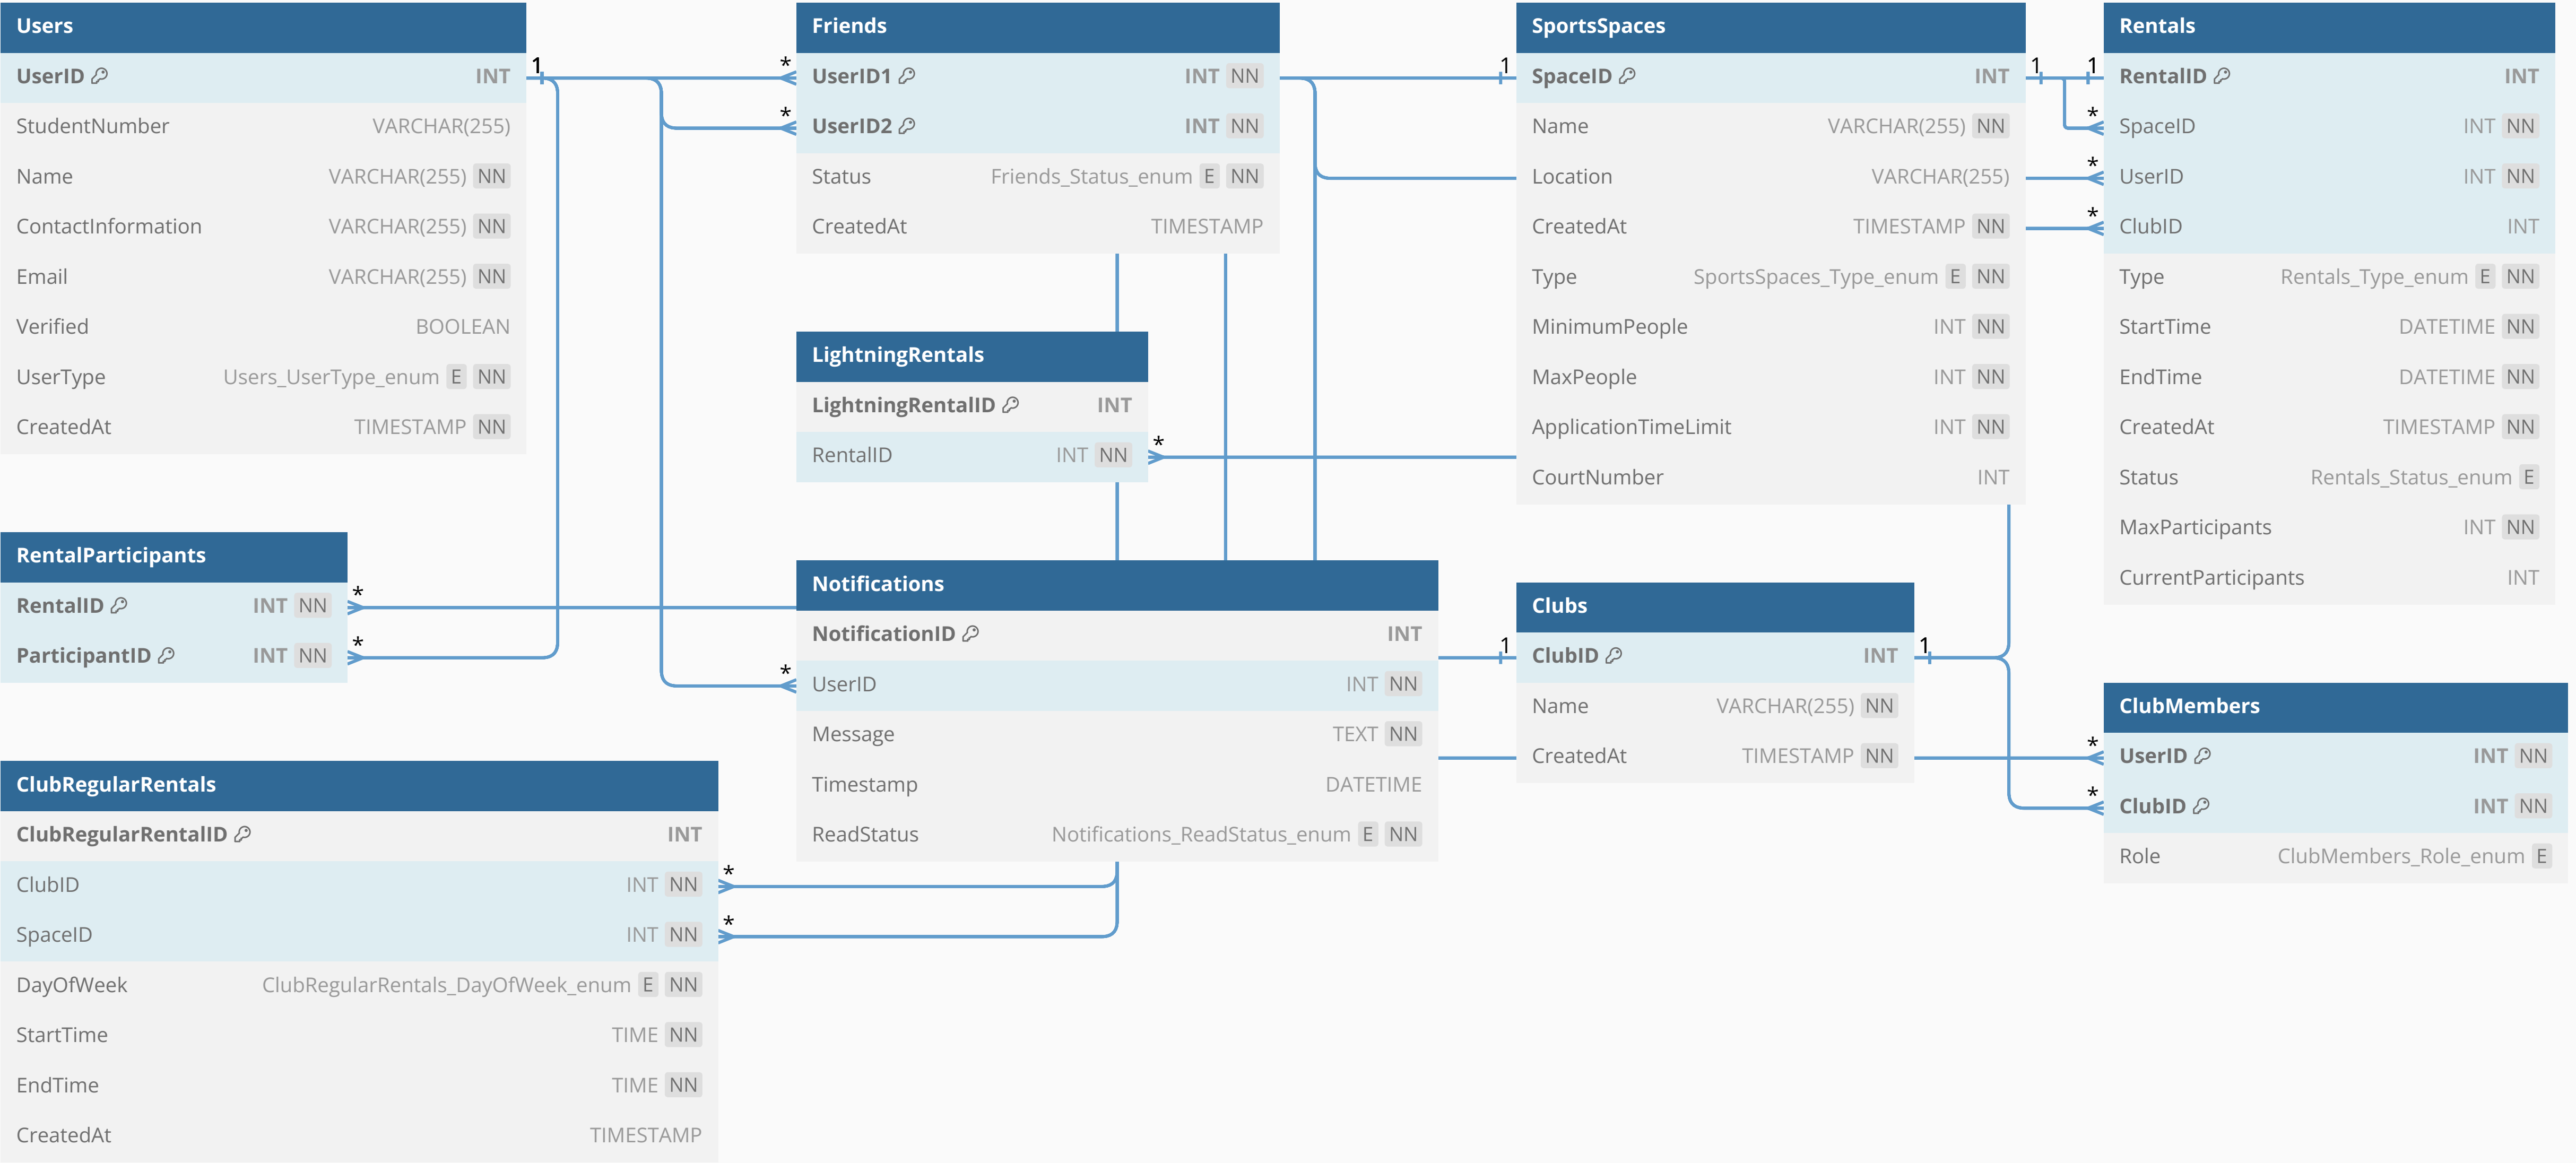 Users
UserID INT
StudentNumber VARCHAR(255)
Name VARCHAR(255) NN
ContactInformation VARCHAR(255) NN
Email VARCHAR(255) NN
Verified BOOLEAN
UserType Users_UserType_enum E NN
CreatedAt TIMESTAMP NN
1
Friends
* UserID1 INT NN
* UserID2 INT NN
Status Friends_Status_enum E NN
CreatedAt TIMESTAMP
SportsSpaces
1 SpaceID INT 1
Name VARCHAR(255) NN
Location VARCHAR(255)
CreatedAt TIMESTAMP NN
Type SportsSpaces_Type_enum E NN
MinimumPeople INT NN
MaxPeople INT NN
ApplicationTimeLimit INT NN
CourtNumber INT
Rentals
1 RentalID INT
* SpaceID INT NN
* UserID INT NN
* ClubID INT
Type Rentals_Type_enum E NN
StartTime DATETIME NN
EndTime DATETIME NN
CreatedAt TIMESTAMP NN
Status Rentals_Status_enum E
MaxParticipants INT NN
CurrentParticipants INT
LightningRentals
LightningRentalID INT
RentalID INT NN *
RentalParticipants
RentalID INT NN *
ParticipantID INT NN *
Notifications
NotificationID INT
* UserID INT NN
Message TEXT NN
Timestamp DATETIME
ReadStatus Notifications_ReadStatus_enum E NN
Clubs
1 ClubID INT 1
Name VARCHAR(255) NN
CreatedAt TIMESTAMP NN
ClubMembers
* UserID INT NN
* ClubID INT NN
Role ClubMembers_Role_enum E
ClubRegularRentals
ClubRegularRentalID INT
ClubID INT NN *
SpaceID INT NN *
DayOfWeek ClubRegularRentals_DayOfWeek_enum E NN
StartTime TIME NN
EndTime TIME NN
CreatedAt TIMESTAMP